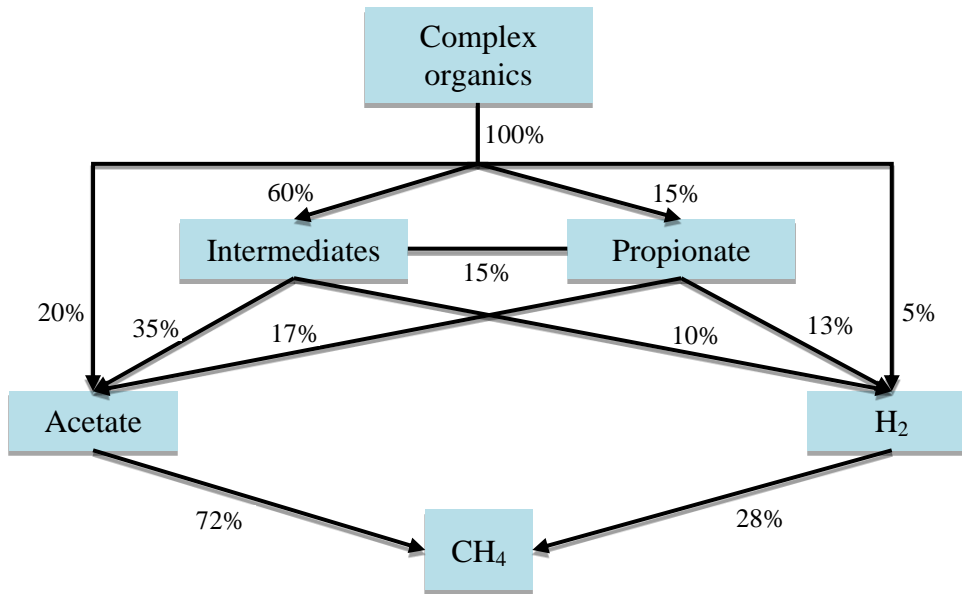 Complex
organics
100%
60%
15%
Intermediates
Propionate
15%
20%
35%
17%
10%
13%
5%
Acetate
H₂
72%
28%
CH₄